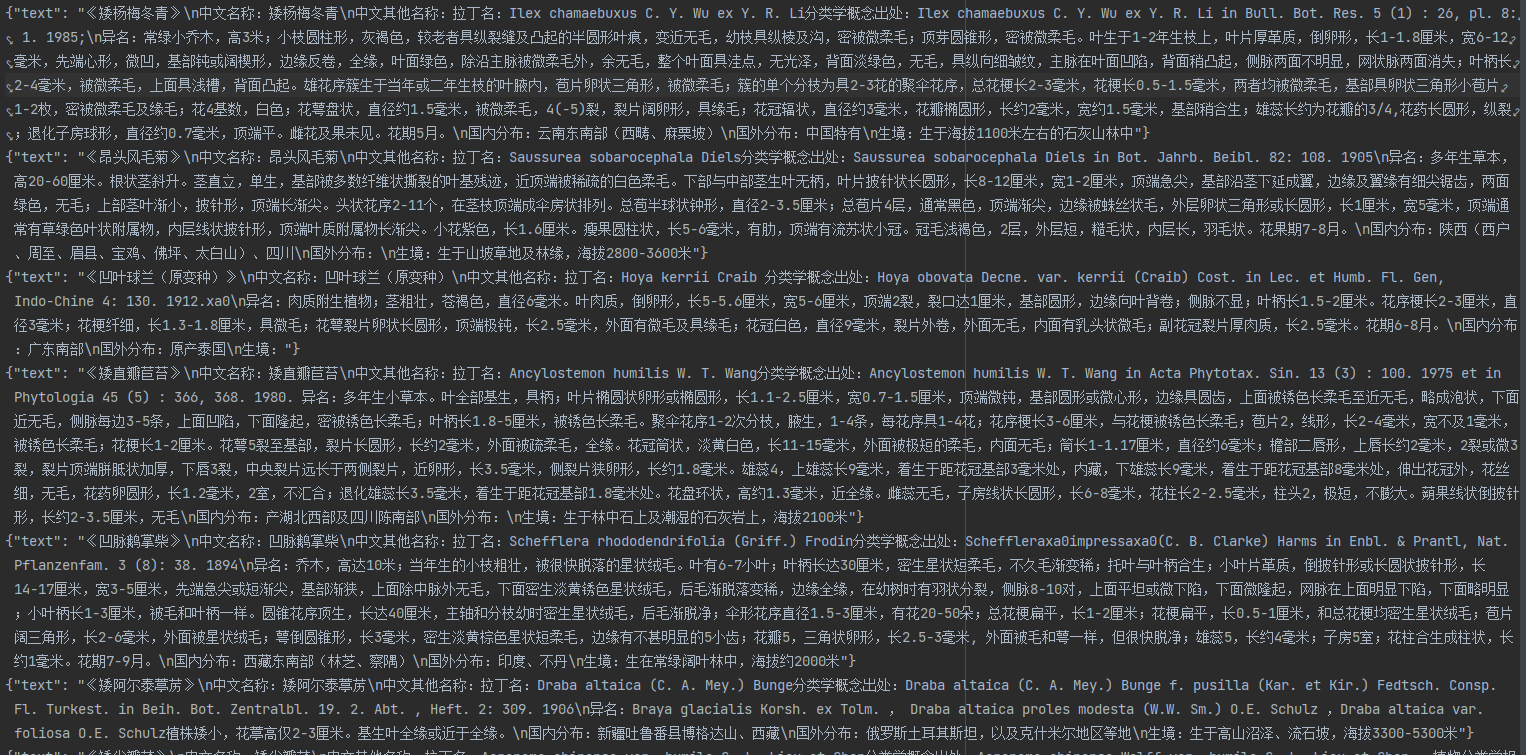 {"text": "《矮杨梅冬青》\n中文名称：矮杨梅冬青\n中文其他名称：拉丁名：Ilex chamaebuxus C. Y. Wu ex Y. R. Li分类学概念出处：Ilex chamaebuxus C. Y. Wu ex Y. R. Li in Bull. Bot. Res. 5 (1) : 26, pl. 8:
1. 1985;\n异名：常绿小乔木，高3米；小枝圆柱形，灰褐色，较老者具纵裂缝及凸起的半圆形叶痕，变近无毛，幼枝具纵棱及沟，密被微柔毛；顶芽圆锥形，密被微柔毛。叶生于1-2年生枝上，叶片厚革质，倒卵形，长1-1.8厘米，宽6-12
毫米，先端心形，微凹，基部钝或阔楔形，边缘反卷，全缘，叶面绿色，除沿主脉被微柔毛外，余无毛，整个叶面具洼点，无光泽，背面淡绿色，无毛，具纵向细皱纹，主脉在叶面凹陷，背面稍凸起，侧脉两面不明显，网状脉两面消失；叶柄长
2-4毫米，被微柔毛，上面具浅槽，背面凸起。雄花序簇生于当年或二年生枝的叶腋内，苞片卵状三角形，被微柔毛；簇的单个分枝为具2-3花的聚伞花序，总花梗长2-3毫米，花梗长0.5-1.5毫米，两者均被微柔毛，基部具卵状三角形小苞片
1-2枚，密被微柔毛及缘毛；花4基数，白色；花萼盘状，直径约1.5毫米，被微柔毛，4(-5)裂，裂片阔卵形，具缘毛；花冠辐状，直径约3毫米，花瓣椭圆形，长约2毫米，宽约1.5毫米，基部稍合生；雄蕊长约为花瓣的3/4,花药长圆形，纵裂
；退化子房球形，直径约0.7毫米，顶端平。雌花及果未见。花期5月。\n国内分布：云南东南部（西畴、麻栗坡）\n国外分布：中国特有\n生境：生于海拔1100米左右的石灰山林中"}
{"text": "《昂头风毛菊》\n中文名称：昂头风毛菊\n中文其他名称：拉丁名：Saussurea sobarocephala Diels分类学概念出处：Saussurea sobarocephala Diels in Bot. Jahrb. Beibl. 82: 108. 1905\n异名：多年生草本，
高20-60厘米。根状茎斜升。茎直立，单生，基部被多数纤维状撕裂的叶基残迹，近顶端被稀疏的白色柔毛。下部与中部茎生叶无柄，叶片披针状长圆形，长8-12厘米，宽1-2厘米，顶端急尖，基部沿茎下延成翼，边缘及翼缘有细尖锯齿，两面
绿色，无毛；上部茎叶渐小，披针形，顶端长渐尖。头状花序2-11个，在茎枝顶端成伞房状排列。总苞半球状钟形，直径2-3.5厘米；总苞片4层，通常黑色，顶端渐尖，边缘被蛛丝状毛，外层卵状三角形或长圆形，长1厘米，宽5毫米，顶端通
常有草绿色叶状附属物，内层线状披针形，顶端叶质附属物长渐尖。小花紫色，长1.6厘米。瘦果圆柱状，长5-6毫米，有肋，顶端有流苏状小冠。冠毛浅褐色，2层，外层短，糙毛状，内层长，羽毛状。花果期7-8月。\n国内分布：陕西（西户
、周至、眉县、宝鸡、佛坪、太白山）、四川\n国外分布：\n生境：生于山坡草地及林缘，海拔2800-3600米"}
{"text": "《凹叶球兰（原变种）》\n中文名称：凹叶球兰（原变种）\n中文其他名称：拉丁名：Hoya kerrii Craib 分类学概念出处：Hoya obovata Decne. var. kerrii (Craib) Cost. in Lec. et Humb. Fl. Gen,
Indo-Chine 4: 130. 1912.xa0\n异名：肉质附生植物；茎粗壮，苍褐色，直径6毫米。叶肉质，倒卵形，长5-5.6厘米，宽5-6厘米，顶端2裂，裂口达1厘米，基部圆形，边缘向叶背卷；侧脉不显；叶柄长1.5-2厘米。花序梗长2-3厘米，直
径3毫米；花梗纤细，长1.3-1.8厘米，具微毛；花萼裂片卵状长圆形，顶端极钝，长2.5毫米，外面有微毛及具缘毛；花冠白色，直径9毫米，裂片外卷，外面无毛，内面有乳头状微毛；副花冠裂片厚肉质，长2.5毫米。花期6-8月。\n国内分布
：广东南部\n国外分布：原产泰国\n生境："}
{"text": "《矮直瓣苣苔》\n中文名称：矮直瓣苣苔\n中文其他名称：拉丁名：Ancylostemon humilis W. T. Wang分类学概念出处：Ancylostemon humilis W. T. Wang in Acta Phytotax. Sin. 13 (3) : 100. 1975 et in
Phytologia 45 (5) : 366, 368. 1980. 异名：多年生小草本。叶全部基生，具柄；叶片椭圆状卵形或椭圆形，长1.1-2.5厘米，宽0.7-1.5厘米，顶端微钝，基部圆形或微心形，边缘具圆齿，上面被锈色长柔毛至近无毛，略成泡状，下面
近无毛，侧脉每边3-5条，上面凹陷，下面隆起，密被锈色长柔毛；叶柄长1.8-5厘米，被锈色长柔毛。聚伞花序1-2次分枝，腋生，1-4条，每花序具1-4花；花序梗长3-6厘米，与花梗被锈色长柔毛；苞片2，线形，长2-4毫米，宽不及1毫米，
被锈色长柔毛；花梗长1-2厘米。花萼5裂至基部，裂片长圆形，长约2毫米，外面被疏柔毛，全缘。花冠筒状，淡黄白色，长11-15毫米，外面被极短的柔毛，内面无毛；筒长1-1.17厘米，直径约6毫米；檐部二唇形，上唇长约2毫米，2裂或微3
裂，裂片顶端胼胝状加厚，下唇3裂，中央裂片远长于两侧裂片，近卵形，长3.5毫米，侧裂片狭卵形，长约1.8毫米。雄蕊4，上雄蕊长9毫米，着生于距花冠基部3毫米处，内藏，下雄蕊长9毫米，着生于距花冠基部8毫米处，伸出花冠外，花丝
细，无毛，花药卵圆形，长1.2毫米，2室，不汇合；退化雄蕊长3.5毫米，着生于距花冠基部1.8毫米处。花盘环状，高约1.3毫米，近全缘。雌蕊无毛，子房线状长圆形，长6-8毫米，花柱长2-2.5毫米，柱头2，极短，不膨大。蒴果线状倒披针
形，长约2-3.5厘米，无毛\n国内分布：产湖北西部及四川陈南部\n国外分布：\n生境：生于林中石上及潮湿的石灰岩上，海拔2100米"}
{"text": "《凹脉鹅掌柴》\n中文名称：凹脉鹅掌柴\n中文其他名称：拉丁名：Schefflera rhododendrifolia (Griff.) Frodin分类学概念出处：Scheffleraxa0impressaxa0(C. B. Clarke) Harms in Enbl. & Prantl, Nat.
Pflanzenfam. 3 (8): 38. 1894\n异名：乔木，高达10米；当年生的小枝粗壮，被很快脱落的星状绒毛。叶有6-7小叶；叶柄长达30厘米，密生星状短柔毛，不久毛渐变稀；托叶与叶柄合生；小叶片革质，倒披针形或长圆状披针形，长
14-17厘米，宽3-5厘米，先端急尖或短渐尖，基部渐狭，上面除中脉外无毛，下面密生淡黄锈色星状绒毛，后毛渐脱落变稀，边缘全缘，在幼树时有羽状分裂，侧脉8-10对，上面平坦或微下陷，下面微隆起，网脉在上面明显下陷，下面略明显
；小叶柄长1-3厘米，被毛和叶柄一样。圆锥花序顶生，长达40厘米，主轴和分枝幼时密生星状绒毛，后毛渐脱净；伞形花序直径1.5-3厘米，有花20-50朵；总花梗扁平，长1-2厘米；花梗扁平，长0.5-1厘米，和总花梗均密生星状绒毛；苞片
阔三角形，长2-6毫米，外面被星状绒毛；萼倒圆锥形，长3毫米，密生淡黄棕色星状短柔毛，边缘有不甚明显的5小齿；花瓣5，三角状卵形，长2.5-3毫米, 外面被毛和萼一样，但很快脱净；雄蕊5，长约4毫米；子房5室；花柱合生成柱状，长
约1毫米。花期7-9月。\n国内分布：西藏东南部（林芝、察隅）\n国外分布：印度、不丹\n生境：生在常绿阔叶林中，海拔约2000米"}
{"text": "《矮阿尔泰葶苈》\n中文名称：矮阿尔泰葶苈\n中文其他名称：拉丁名：Draba altaica (C. A. Mey.) Bunge分类学概念出处：Draba altaica (C. A. Mey.) Bunge f. pusilla (Kar. et Kir.) Fedtsch. Consp.
Fl. Turkest. in Beih. Bot. Zentralbl. 19. 2. Abt. , Heft. 2: 309. 1906\n异名：Braya glacialis Korsh. ex Tolm. ， Draba altaica proles modesta (W.W. Sm.) O.E. Schulz ，Draba altaica var.
foliosa O.E. Schulz植株矮小，花葶高仅2-3厘米。基生叶全缘或近于全缘。\n国内分布：新疆吐鲁番县博格达山、西藏\n国外分布：俄罗斯土耳其斯坦，以及克什米尔地区等地\n生境：生于高山沼泽、流石坡，海拔3300-5300米"}